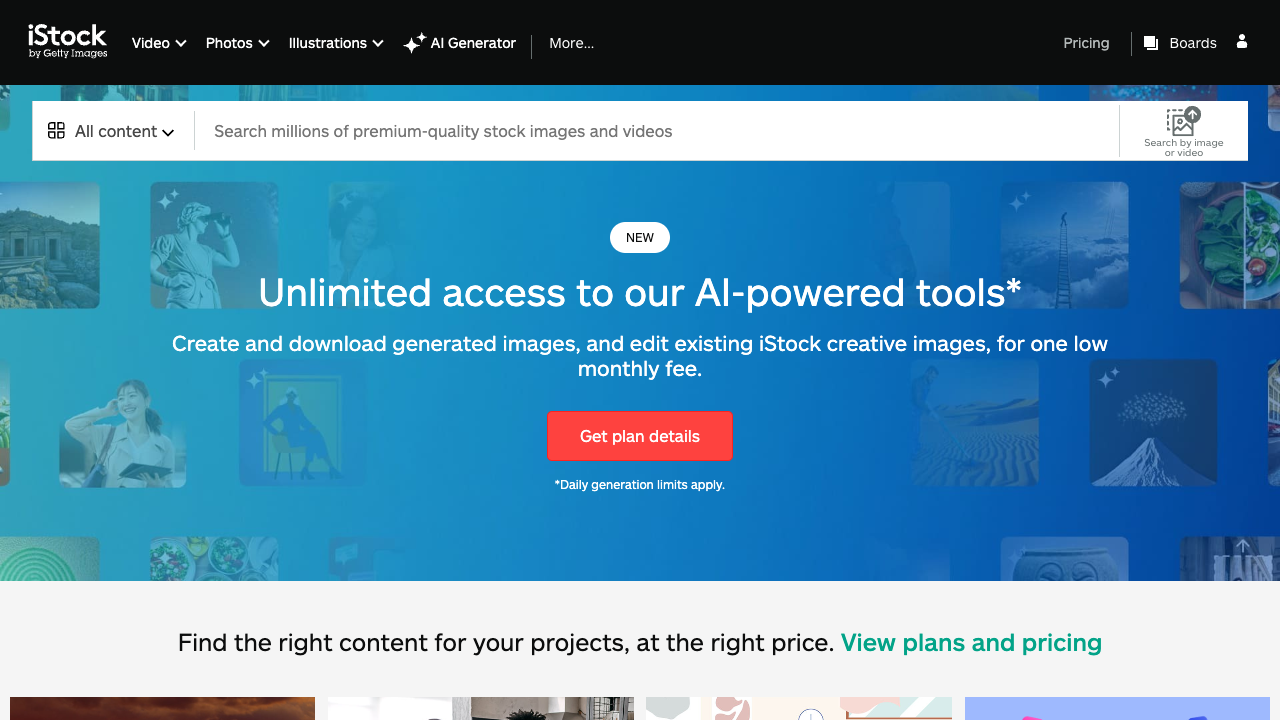 iStock
by Getty Images
Video
Photos
Illustrations
AI Generator
More...
Pricing
Boards
All content
Search millions of premium-quality stock images and videos
Search by image
or video
NEW
Unlimited access to our AI-powered tools*
Create and download generated images, and edit existing iStock creative images, for one low
monthly fee.
Get plan details
*Daily generation limits apply.
Find the right content for your projects, at the right price. View plans and pricing